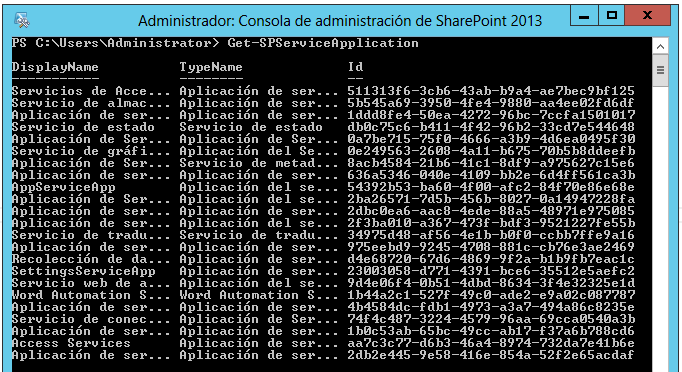 Administrador: Consola de administración de SharePoint 2013
PS C:\Users\Administrator> Get-SPServiceApplication
DisplayName TypeName Id
----------- -------- --
Servicios de Acce... Aplicación de ser... 511313f6-3cb6-43ab-b9a4-ae7bec9bf125
Servicio de almac... Aplicación de ser... 5b545a69-3950-4fe4-9880-aa4ee02fd6df
Aplicación de ser... Aplicación de ser... 1ddd8fe4-50ea-4272-96bc-7ccfa1501017
Servicio de estado Servicio de estado db0c75c6-b411-4f42-96b2-33cd7e544648
Aplicación de Ser... Aplicación de Ser... 0a7be715-75f0-4666-a3b9-4d6ea0495f30
Servicio de gráfi... Aplicación del Se... 0e249563-2608-4a11-b675-70b5b8ddeefb
Aplicación de Ser... Servicio de metad... 8acb4584-21b6-41c1-8df9-a975627c15e6
Aplicación de ser... Aplicación de ser... 636a5346-040e-4109-bb2e-6d4ff561ca3b
AppServiceApp Aplicación del se... 54392b53-ba60-4f00-afc2-84f70e86e68e
Aplicación de Ser... Aplicación del se... 2ba26571-7d5b-456b-8027-0a14947228fa
Aplicación de ser... Aplicación de ser... 2dbc0ea6-aac8-4ede-88a5-48971e975085
Aplicación de ser... Aplicación del se... 2f3ba010-a367-473f-bdf3-9521227fe55b
Servicio de tradu... Servicio de tradu... 34975d48-af56-4e1b-b0f0-ccbb7ffe9a16
Aplicación de ser... Aplicación de ser... 975eebd9-9245-4708-881c-cb76e3ae2469
Recolección de da... Aplicación de ser... d4e68720-67d6-4869-9f2a-b1b9fb7eac1c
SettingsServiceApp Aplicación de ser... 23003058-d771-4391-bce6-35512e5aefc2
Servicio web de a... Aplicación del se... 9d4e06f4-0b51-4dbd-8634-3f4e32325e1d
Word Automation S... Word Automation S... 1b44a2c1-527f-49c0-ade2-e9a02c087787
Aplicación de ser... Aplicación de ser... 4b4584dc-fdb1-4973-a3a7-494a86c8235e
Servicio de conec... Aplicación de Ser... 74f4c487-3224-4579-96aa-69cca0540a3b
Aplicación de ser... Aplicación de ser... 1b0c53ab-65bc-49cc-ab17-f37a6b788cd6
Access Services Aplicación de ser... aa7c3c77-d6b3-46a4-8974-732da7e41b6e
Aplicación de ser... Aplicación de ser... 2db2e445-9e58-416e-854a-52f2e65acdaf